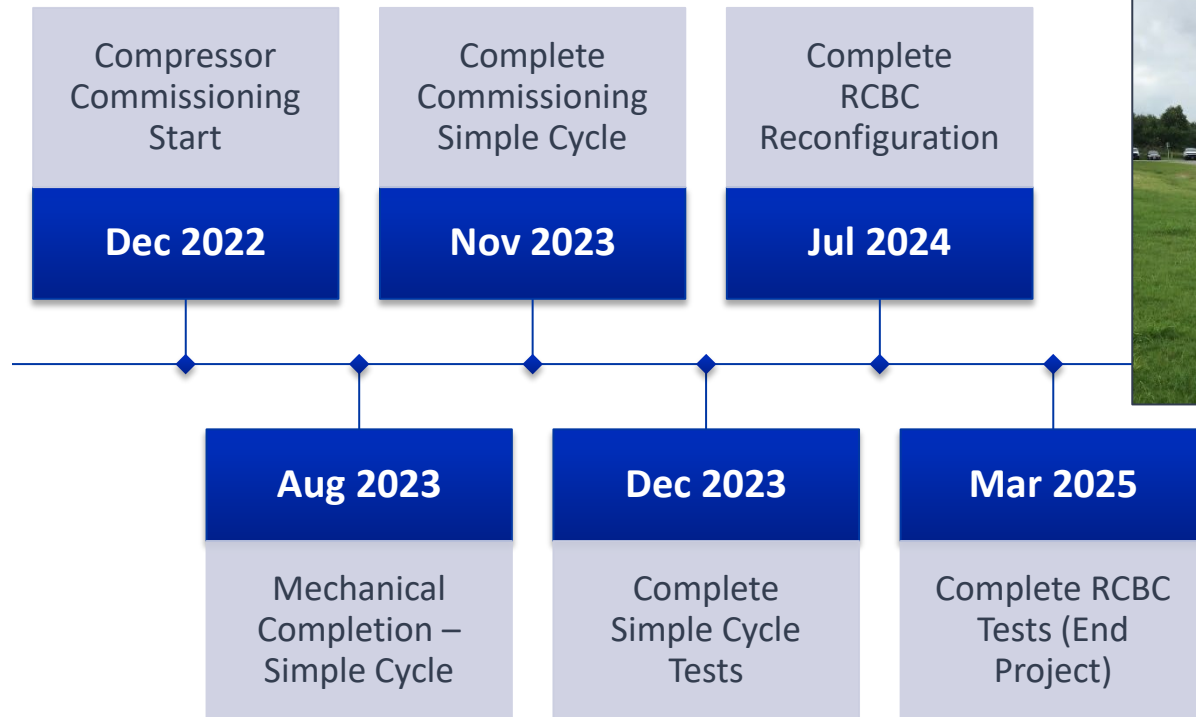 Compressor
Commissioning
Start
Dec 2022
Complete
Commissioning
Simple Cycle
Nov 2023
Complete
RCBC
Reconfiguration
Jul 2024
Aug 2023
Mechanical
Completion –
Simple Cycle
Dec 2023
Complete
Simple Cycle
Tests
Mar 2025
Complete RCBC
Tests (End
Project)